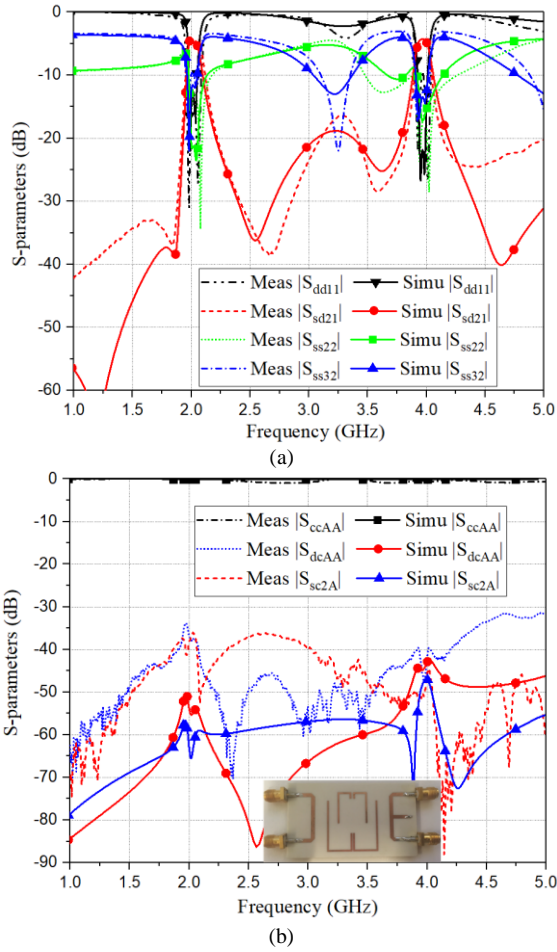 0
-10
-20
-30
-40
-50
-60
S-parameters (dB)
Meas |Sdd11| Simu |Sdd11|
Meas |Ssd21| Simu |Ssd21|
Meas |Sss22| Simu |Sss22|
Meas |Sss32| Simu |Sss32|
1.0 1.5 2.0 2.5 3.0 3.5 4.0 4.5 5.0
Frequency (GHz)
(a)
0
-10
-20
-30
-40
-50
-60
-70
-80
-90
S-parameters (dB)
Meas |SccAA| Simu |SccAA|
Meas |SdcAA| Simu |SdcAA|
Meas |Ssc2A| Simu |Ssc2A|
1.0 1.5 2.0 2.5 3.0 3.5 4.0 4.5 5.0
Frequency (GHz)
(b)